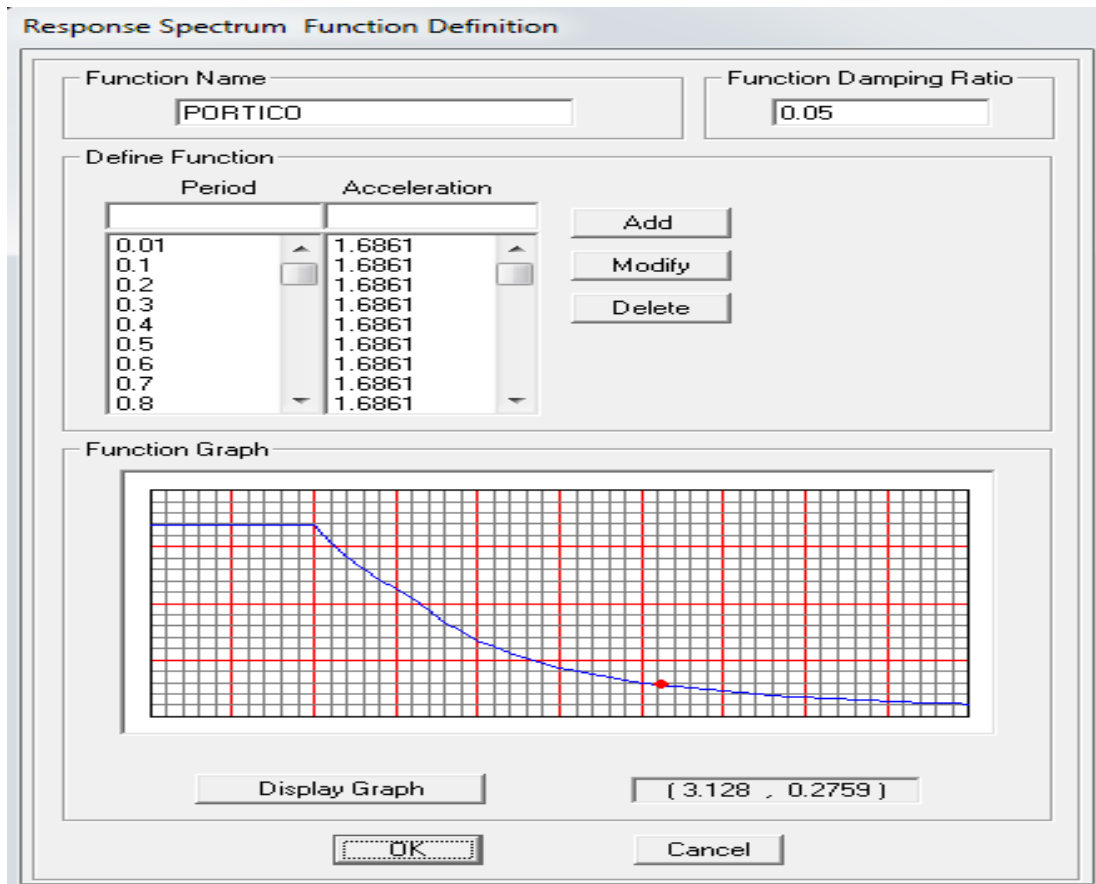 Response Spectrum Function Definition
Function Name
Function Damping Ratio
PORTICO
0.05
Define Function
Period Acceleration
Add
0.01 1.6861
0.1 1.6861
Modify
0.2 1.6861
0.3 1.6861
Delete
0.4 1.6861
0.5 1.6861
0.6 1.6861
0.7 1.6861
0.8 1.6861
Function Graph
Display Graph
( 3.128 , 0.2759 )
OK
Cancel